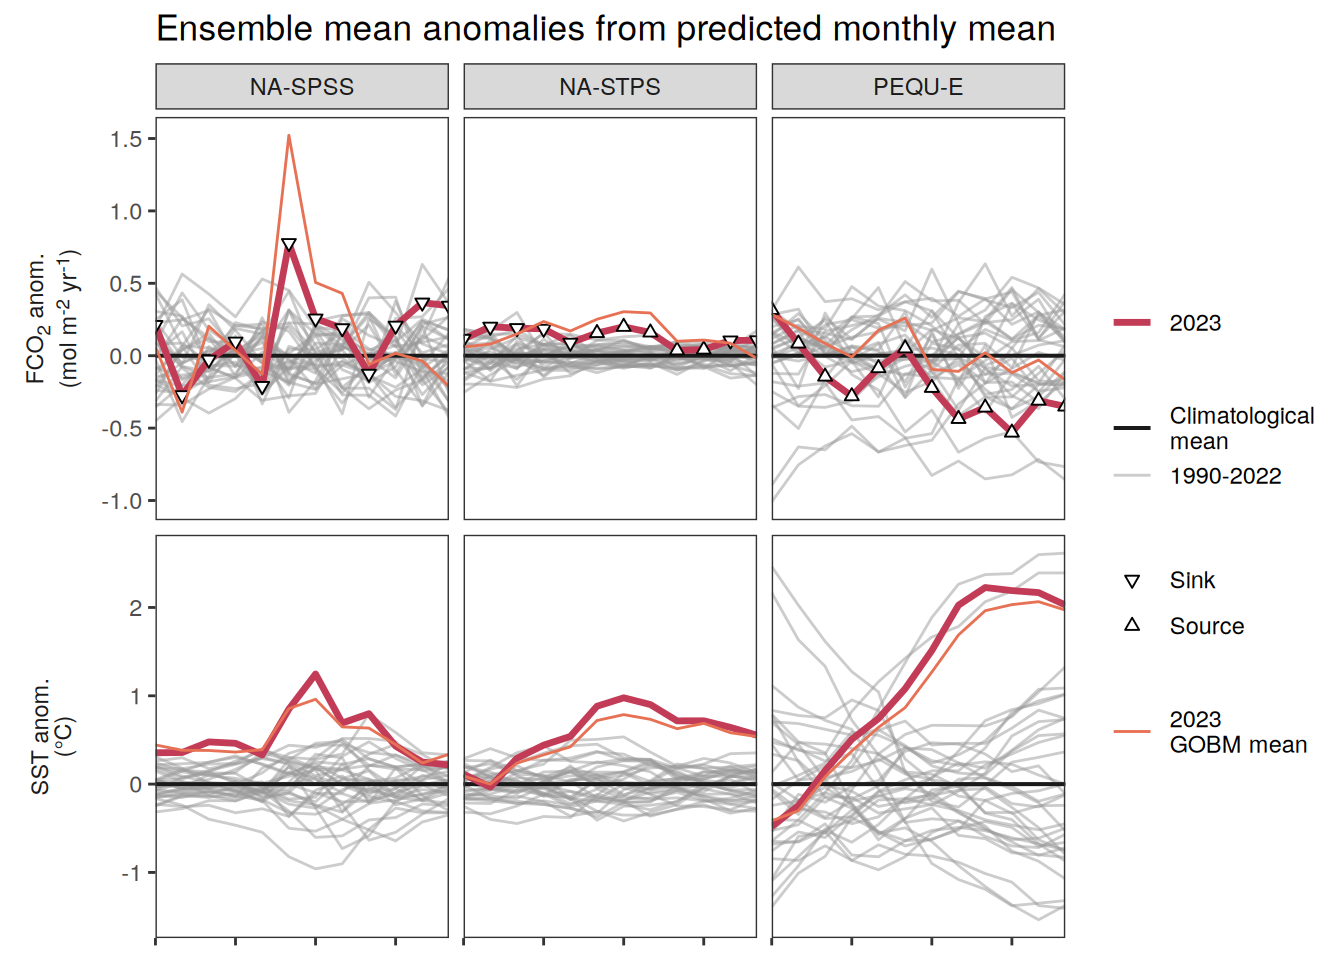 Ensemble mean anomalies from predicted monthly mean
NA-SPSS
NA-STPS
PEQU-E
FCO₂ anom.
(mol m⁻² yr⁻¹)
1.5
1.0
0.5
0.0
-0.5
-1.0
SST anom.
(°C)
2
1
0
-1
2023
Climatological
mean
1990-2022
Sink
Source
2023
GOBM mean